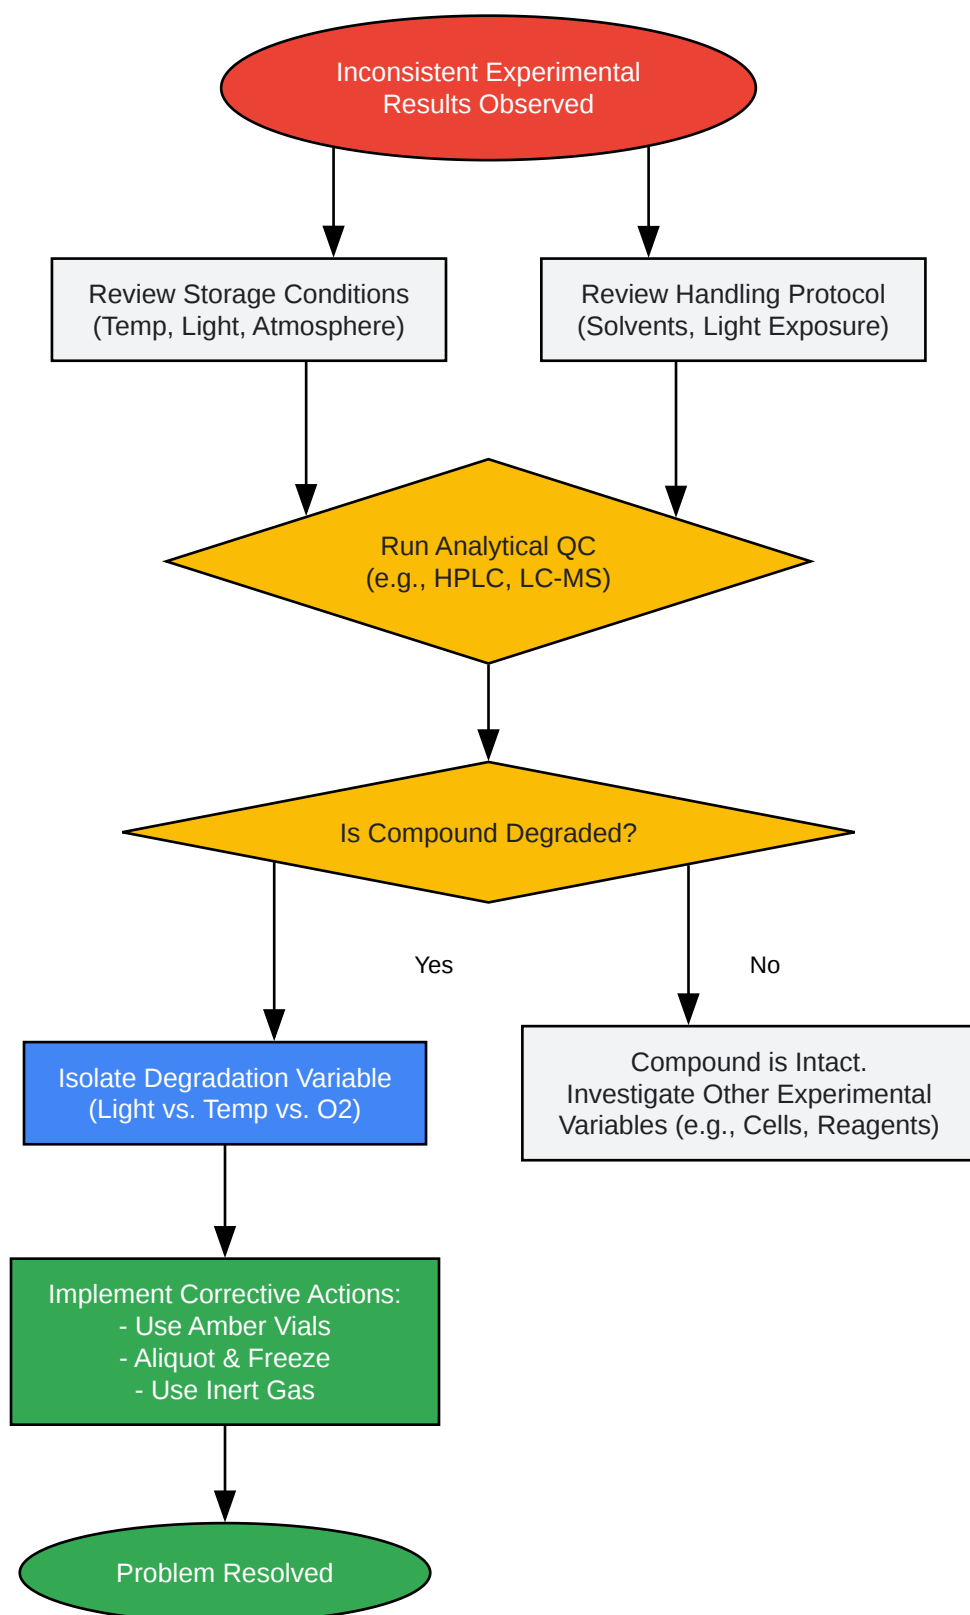 Inconsistent Experimental
Results Observed
Review Storage Conditions
(Temp, Light, Atmosphere)
Review Handling Protocol
(Solvents, Light Exposure)
Run Analytical QC
(e.g., HPLC, LC-MS)
Is Compound Degraded?
Yes
No
Isolate Degradation Variable
(Light vs. Temp vs. O2)
Compound is Intact.
Investigate Other Experimental
Variables (e.g., Cells, Reagents)
Implement Corrective Actions:
- Use Amber Vials
- Aliquot & Freeze
- Use Inert Gas
Problem Resolved